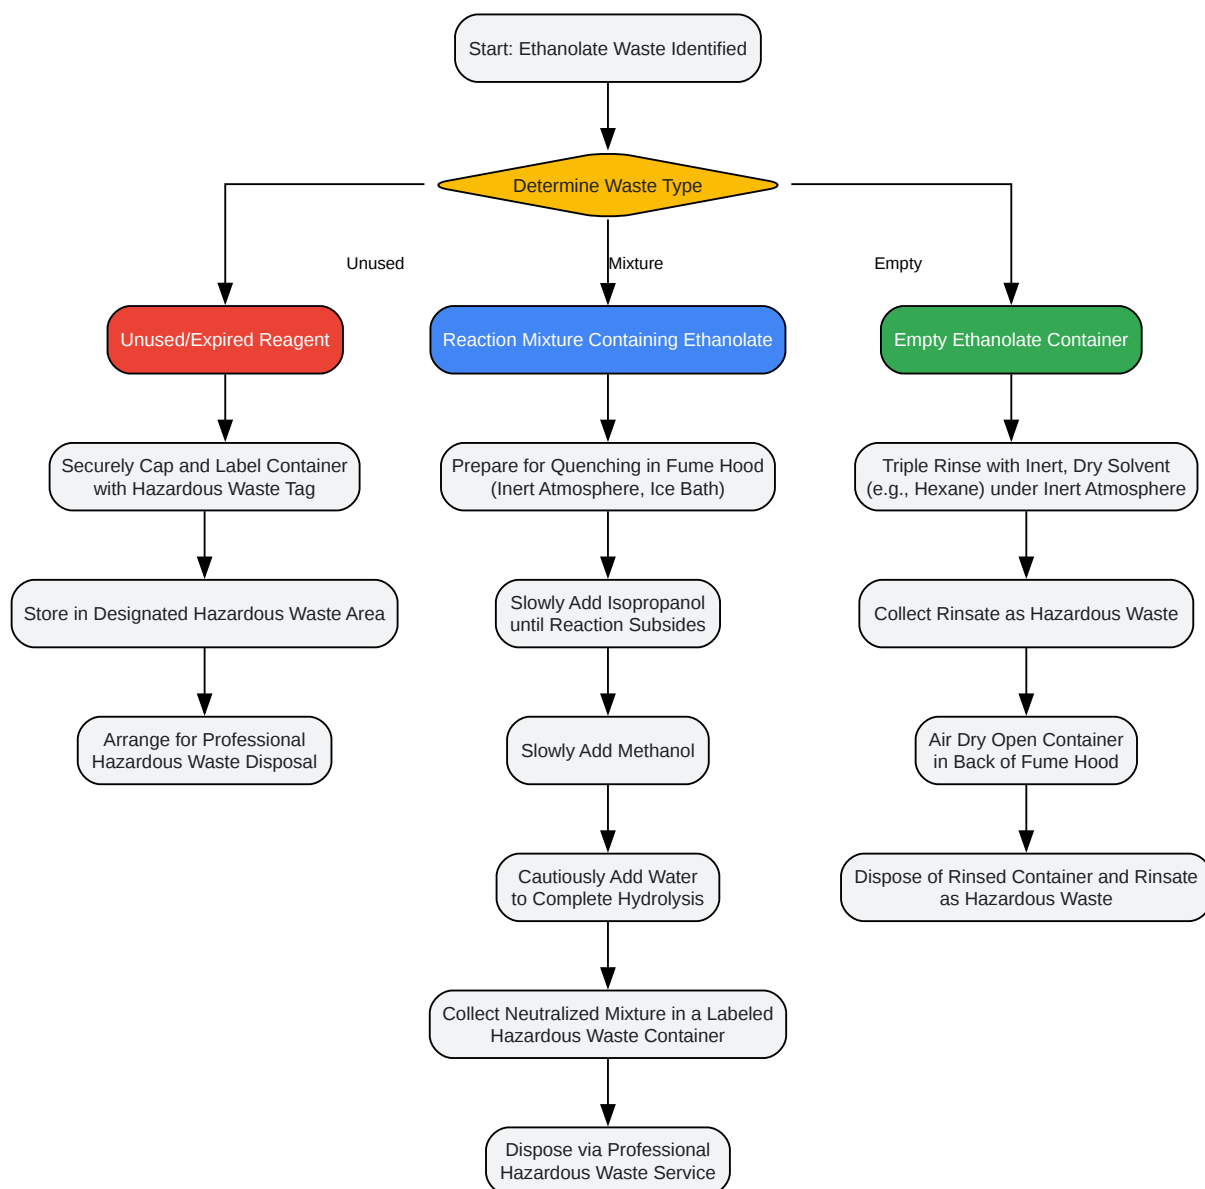 Start: Ethanolate Waste Identified
Determine Waste Type
Unused
Mixture
Empty
Unused/Expired Reagent
Reaction Mixture Containing Ethanolate
Empty Ethanolate Container
Securely Cap and Label Container
with Hazardous Waste Tag
Prepare for Quenching in Fume Hood
(Inert Atmosphere, Ice Bath)
Triple Rinse with Inert, Dry Solvent
(e.g., Hexane) under Inert Atmosphere
Store in Designated Hazardous Waste Area
Slowly Add Isopropanol
until Reaction Subsides
Collect Rinsate as Hazardous Waste
Arrange for Professional
Hazardous Waste Disposal
Slowly Add Methanol
Air Dry Open Container
in Back of Fume Hood
Cautiously Add Water
to Complete Hydrolysis
Dispose of Rinsed Container and Rinsate
as Hazardous Waste
Collect Neutralized Mixture in a Labeled
Hazardous Waste Container
Dispose via Professional
Hazardous Waste Service